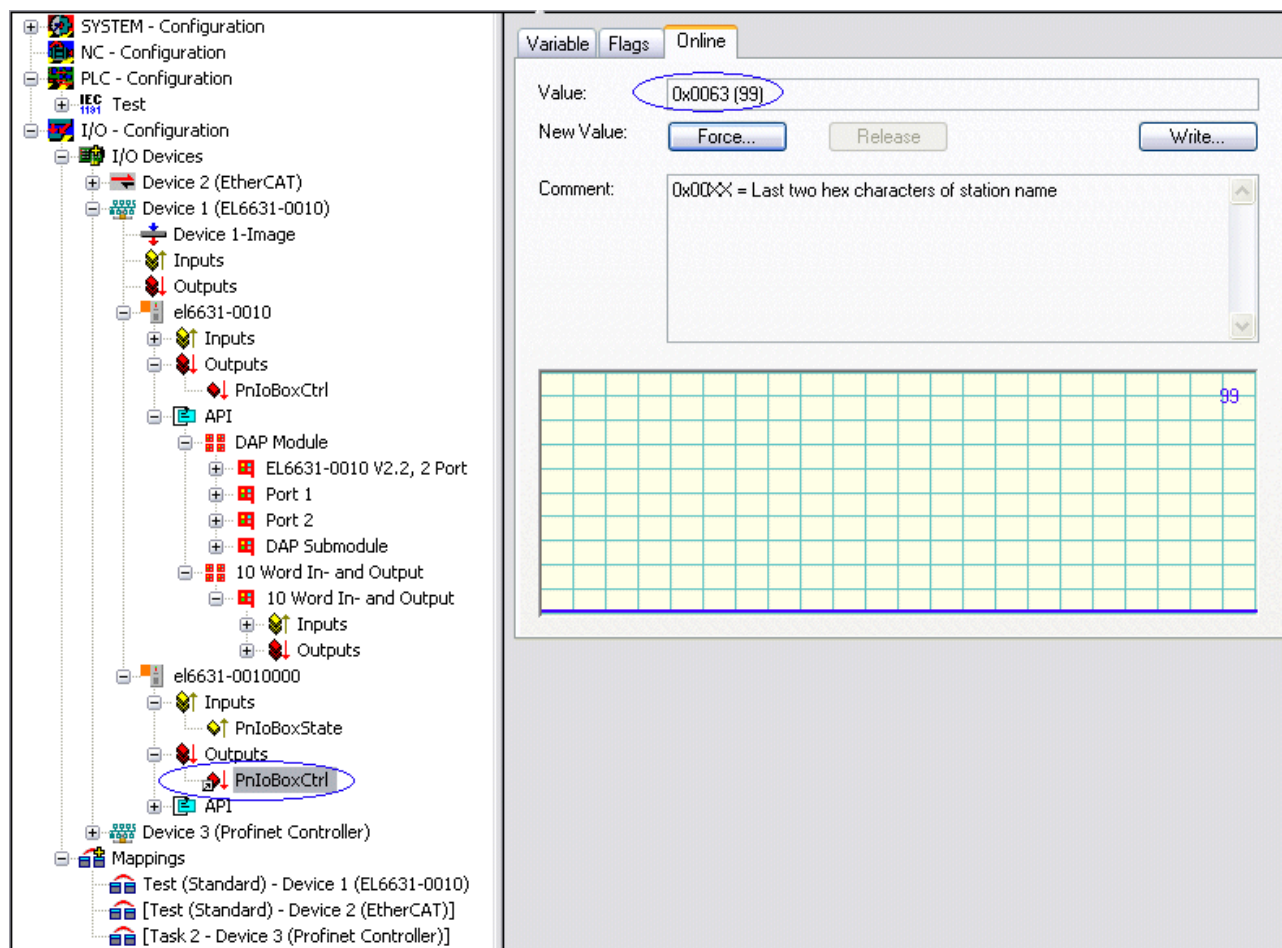 SYSTEM - Configuration
NC - Configuration
PLC - Configuration
IEC 1131 Test
I/O - Configuration
I/O Devices
Device 2 (EtherCAT)
Device 1 (EL6631-0010)
Device 1-Image
Inputs
Outputs
el6631-0010
Inputs
Outputs
PnIoBoxCtrl
API
DAP Module
EL6631-0010 V2.2, 2 Port
Port 1
Port 2
DAP Submodule
10 Word In- and Output
10 Word In- and Output
Inputs
Outputs
el6631-0010000
Inputs
PnIoBoxState
Outputs
PnIoBoxCtrl
API
Device 3 (Profinet Controller)
Mappings
Test (Standard) - Device 1 (EL6631-0010)
[Test (Standard) - Device 2 (EtherCAT)]
[Task 2 - Device 3 (Profinet Controller)]
Variable Flags Online
Value: 0x0063 (99)
New Value: Force... Release Write...
Comment: 0x00XX = Last two hex characters of station name
99